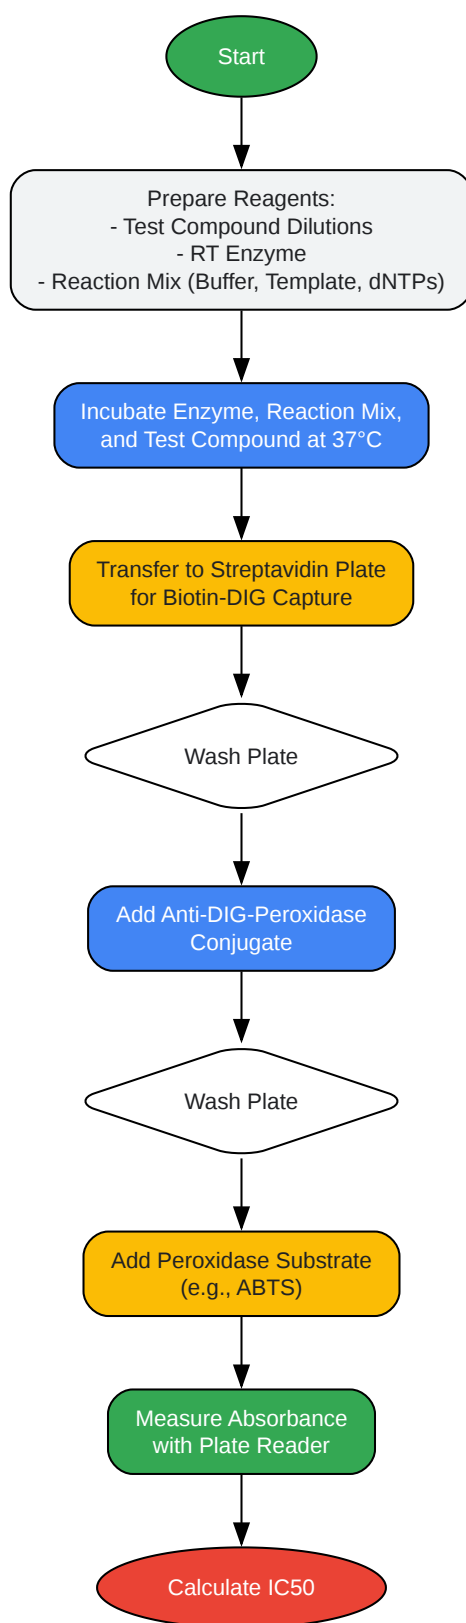 Start
Prepare Reagents:
- Test Compound Dilutions
- RT Enzyme
- Reaction Mix (Buffer, Template, dNTPs)
Incubate Enzyme, Reaction Mix,
and Test Compound at 37°C
Transfer to Streptavidin Plate
for Biotin-DIG Capture
Wash Plate
Add Anti-DIG-Peroxidase
Conjugate
Wash Plate
Add Peroxidase Substrate
(e.g., ABTS)
Measure Absorbance
with Plate Reader
Calculate IC50